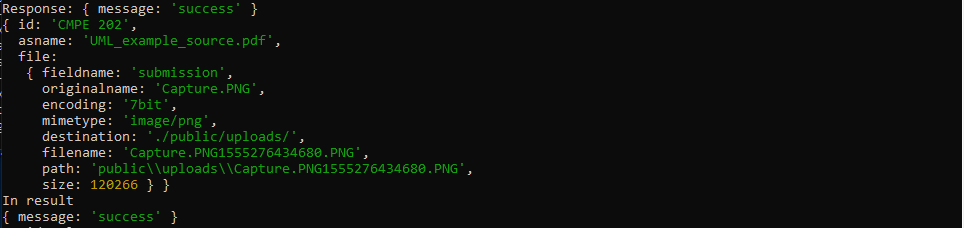 Response: { message: 'success' }
{ id: 'CMPE 202',
  asname: 'UML_example_source.pdf',
  file:
   { fieldname: 'submission',
     originalname: 'Capture.PNG',
     encoding: '7bit',
     mimetype: 'image/png',
     destination: './public/uploads/',
     filename: 'Capture.PNG1555276434680.PNG',
     path: 'public\\uploads\\Capture.PNG1555276434680.PNG',
     size: 120266 } }
In result
{ message: 'success' }